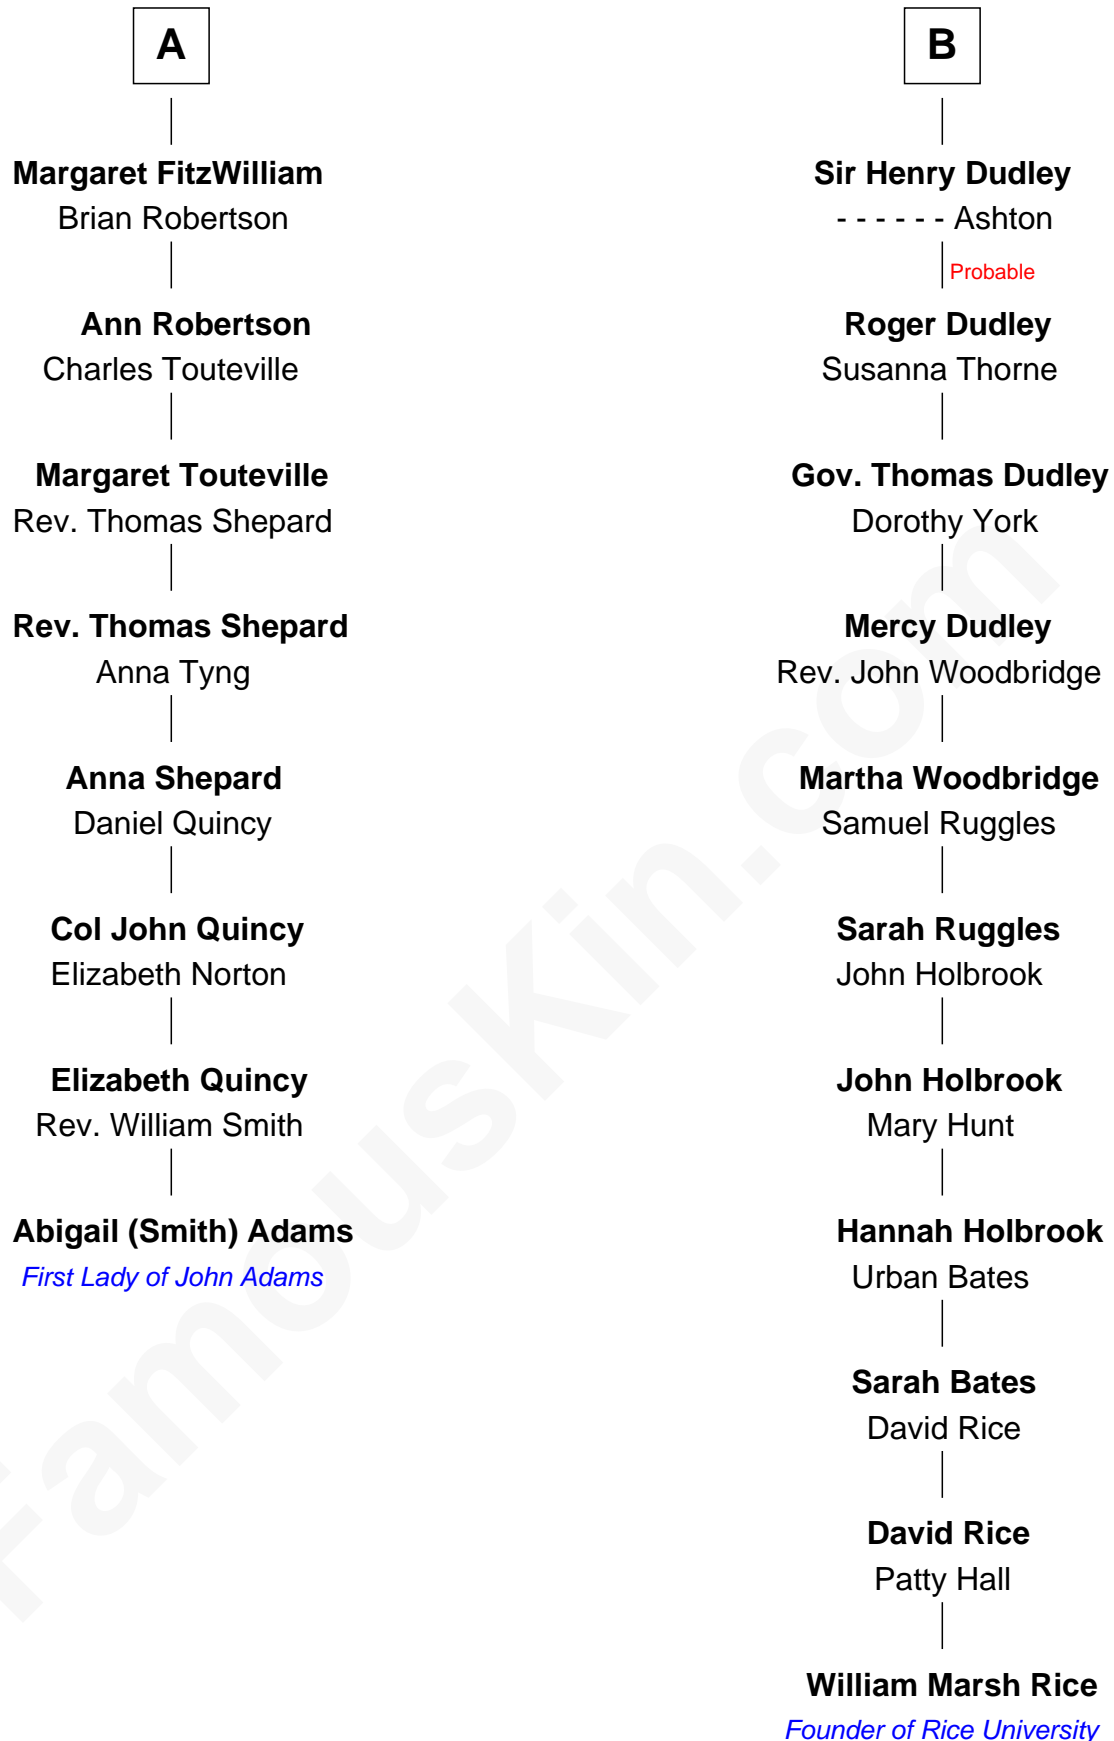 A
Margaret FitzWilliam
Brian Robertson
Ann Robertson
Charles Touteville
Margaret Touteville
Rev. Thomas Shepard
Rev. Thomas Shepard
Anna Tyng
Anna Shepard
Daniel Quincy
Col John Quincy
Elizabeth Norton
Elizabeth Quincy
Rev. William Smith
Abigail (Smith) Adams
First Lady of John Adams
B
Sir Henry Dudley
- - - - - - Ashton
Probable
Roger Dudley
Susanna Thorne
Gov. Thomas Dudley
Dorothy York
Mercy Dudley
Rev. John Woodbridge
Martha Woodbridge
Samuel Ruggles
Sarah Ruggles
John Holbrook
John Holbrook
Mary Hunt
Hannah Holbrook
Urban Bates
Sarah Bates
David Rice
David Rice
Patty Hall
William Marsh Rice
Founder of Rice University
FamousKin.com